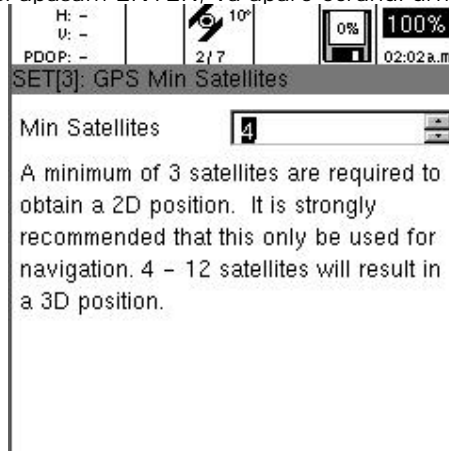 H: –
10°
0%
100%
V: –
PDOP: –
2/7
02:02a.m
SET[3]: GPS Min Satellites
Min Satellites 4
A minimum of 3 satellites are required to
obtain a 2D position. It is strongly
recommended that this only be used for
navigation. 4 – 12 satellites will result in
a 3D position.